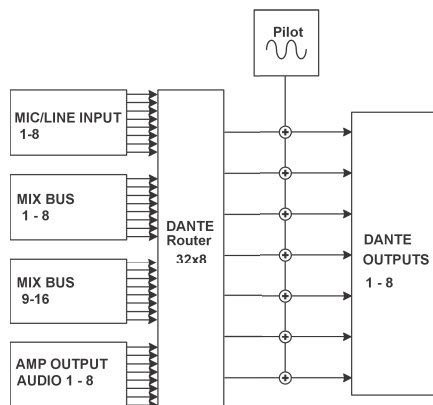 Pilot
MIC/LINE INPUT
1-8
MIX BUS
1 - 8
MIX BUS
9-16
AMP OUTPUT
AUDIO 1 - 8
DANTE
Router
32x8
DANTE
OUTPUTS
1 - 8